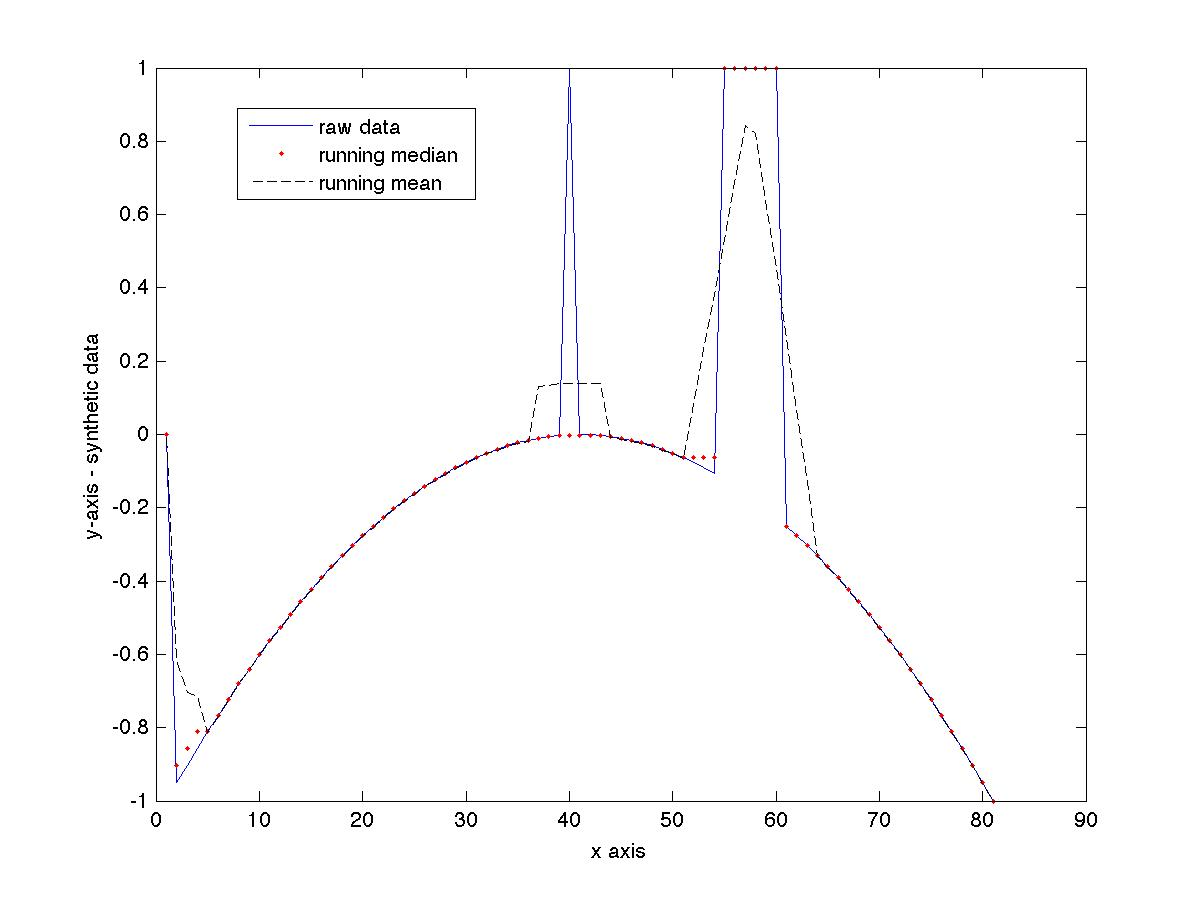 1
0.8
0.6
0.4
0.2
0
-0.2
-0.4
-0.6
-0.8
-1
y-axis - synthetic data
raw data
running median
running mean
0 10 20 30 40 50 60 70 80 90
x axis